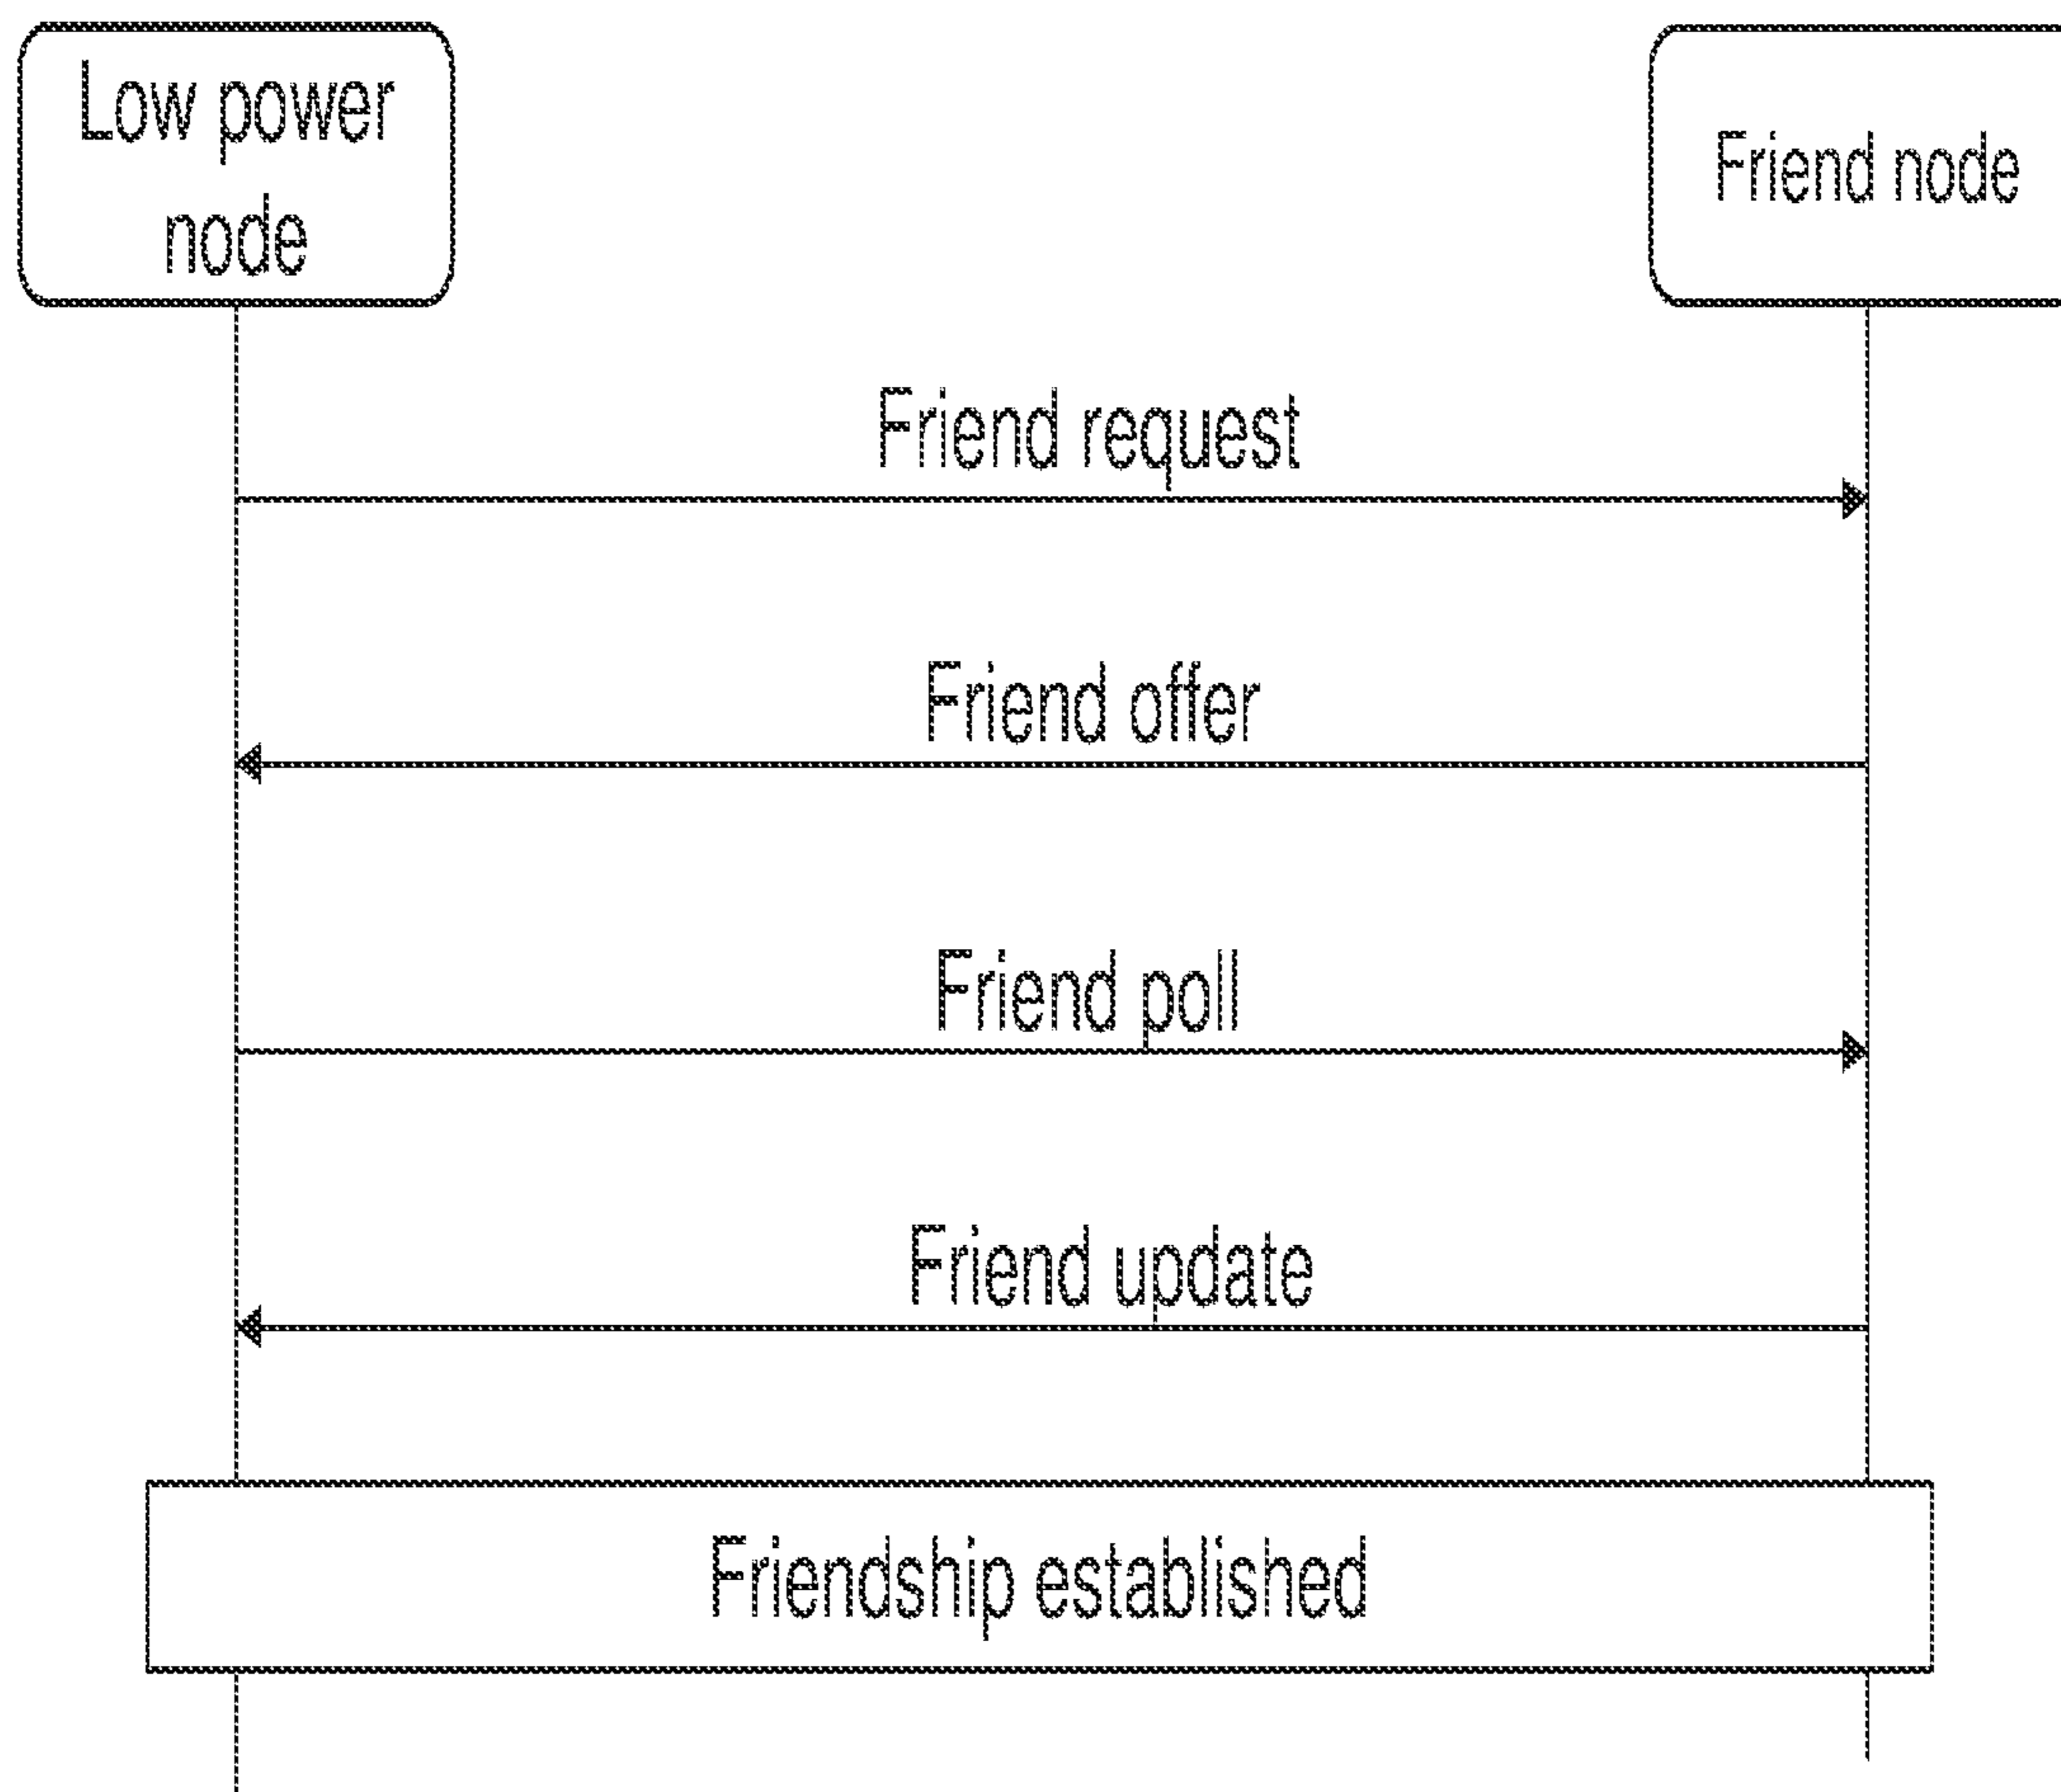 Low power
node
Friend node
Friend request
Friend offer
Friend poll
Friend update
Friendship established